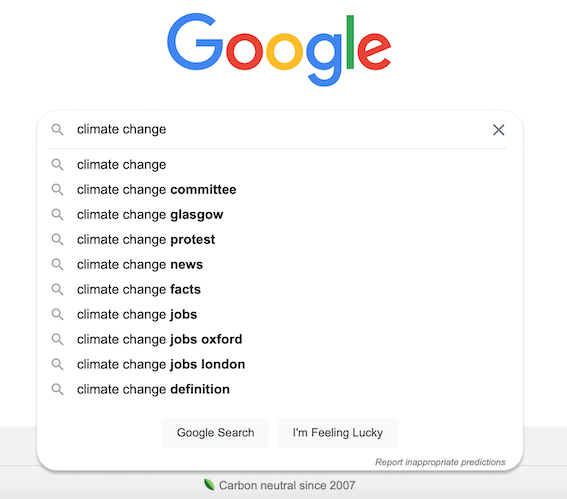 Google
climate change
climate change
climate change committee
climate change glasgow
climate change protest
climate change news
climate change facts
climate change jobs
climate change jobs oxford
climate change jobs london
climate change definition
Google Search I'm Feeling Lucky
Report inappropriate predictions
Carbon neutral since 2007